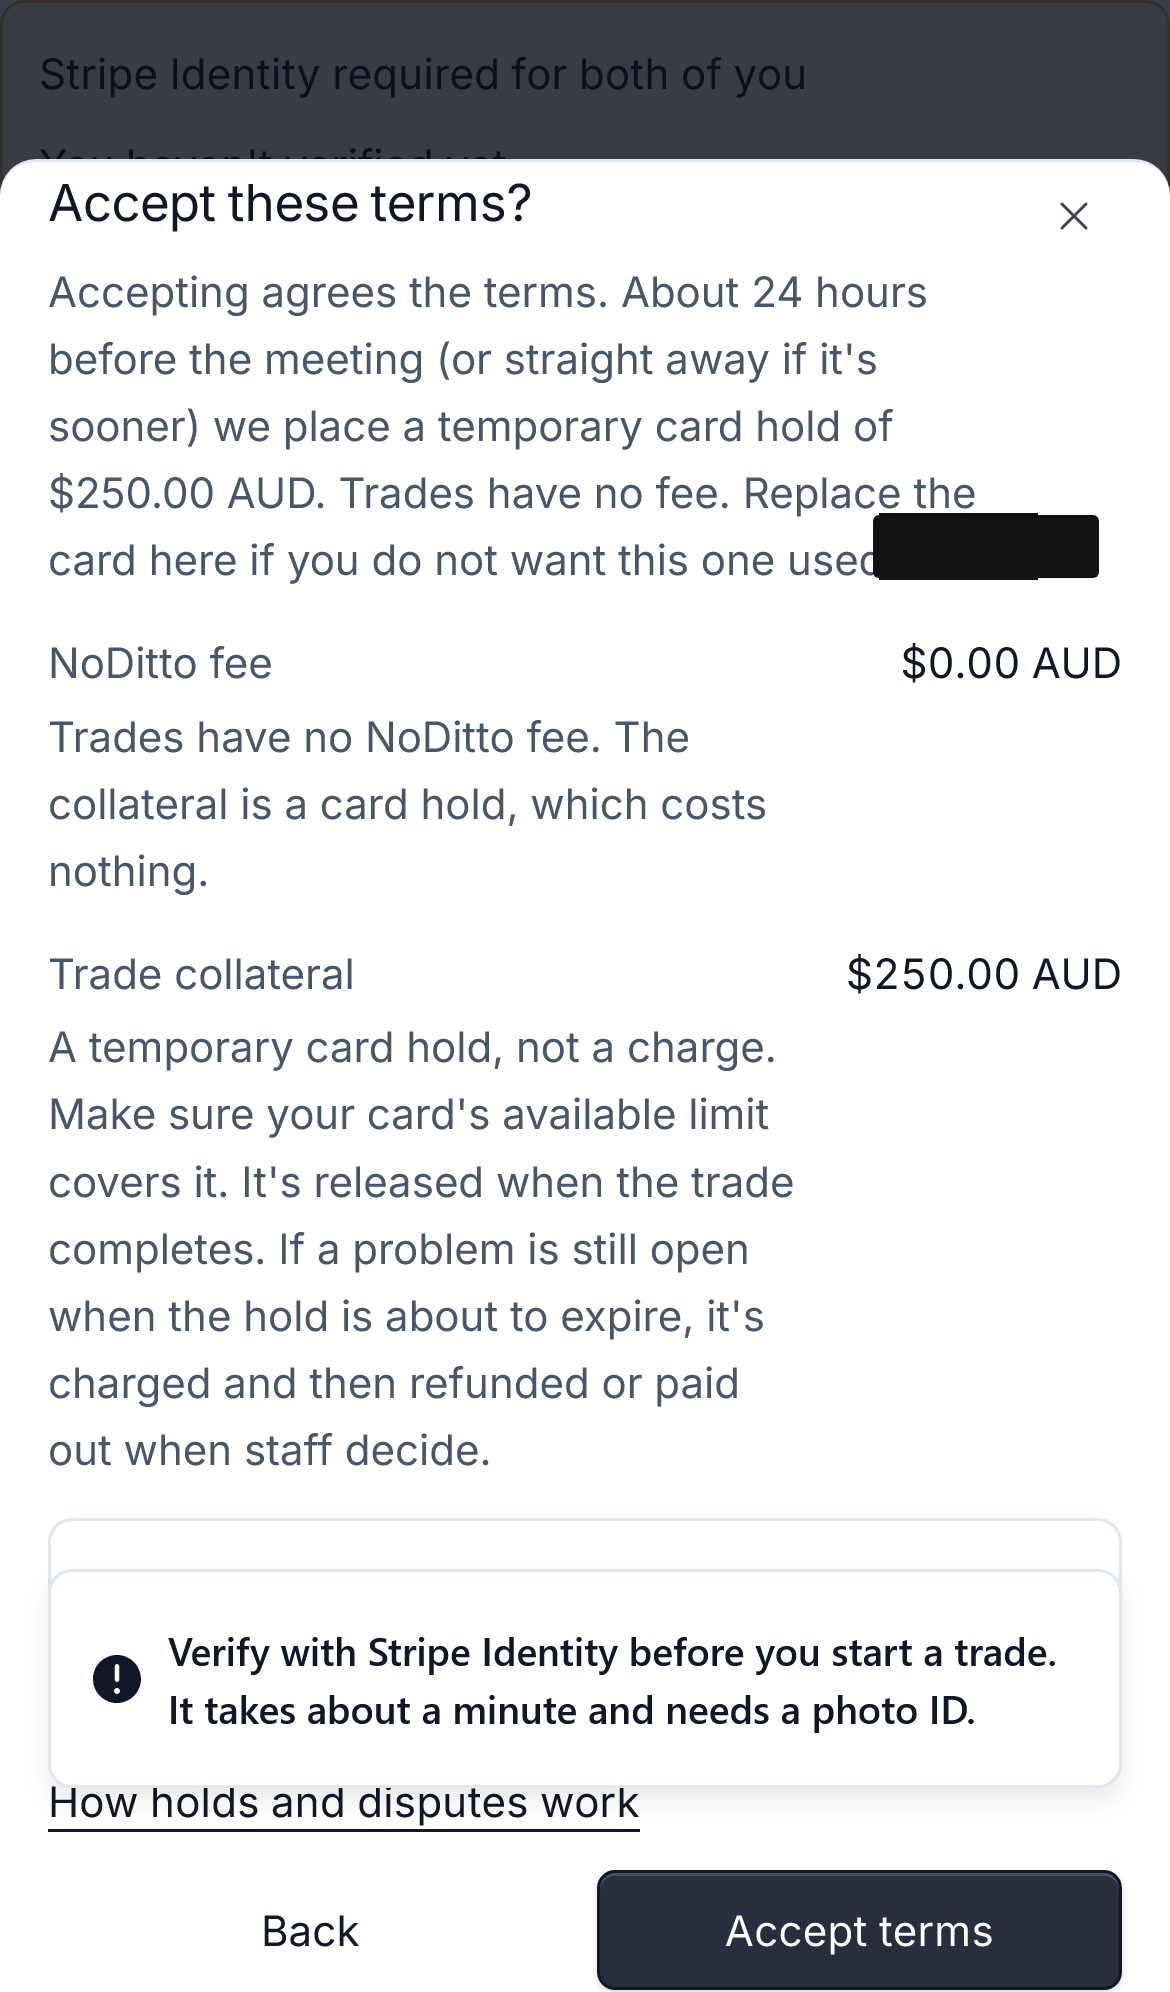 Stripe Identity required for both of you
You haven't verified yet
Accept these terms?
Accepting agrees the terms. About 24 hours
before the meeting (or straight away if it's
sooner) we place a temporary card hold of
$250.00 AUD. Trades have no fee. Replace the
card here if you do not want this one used
NoDitto fee
$0.00 AUD
Trades have no NoDitto fee. The
collateral is a card hold, which costs
nothing.
Trade collateral
$250.00 AUD
A temporary card hold, not a charge.
Make sure your card's available limit
covers it. It's released when the trade
completes. If a problem is still open
when the hold is about to expire, it's
charged and then refunded or paid
out when staff decide.
Verify with Stripe Identity before you start a trade.
It takes about a minute and needs a photo ID.
How holds and disputes work
Back
Accept terms